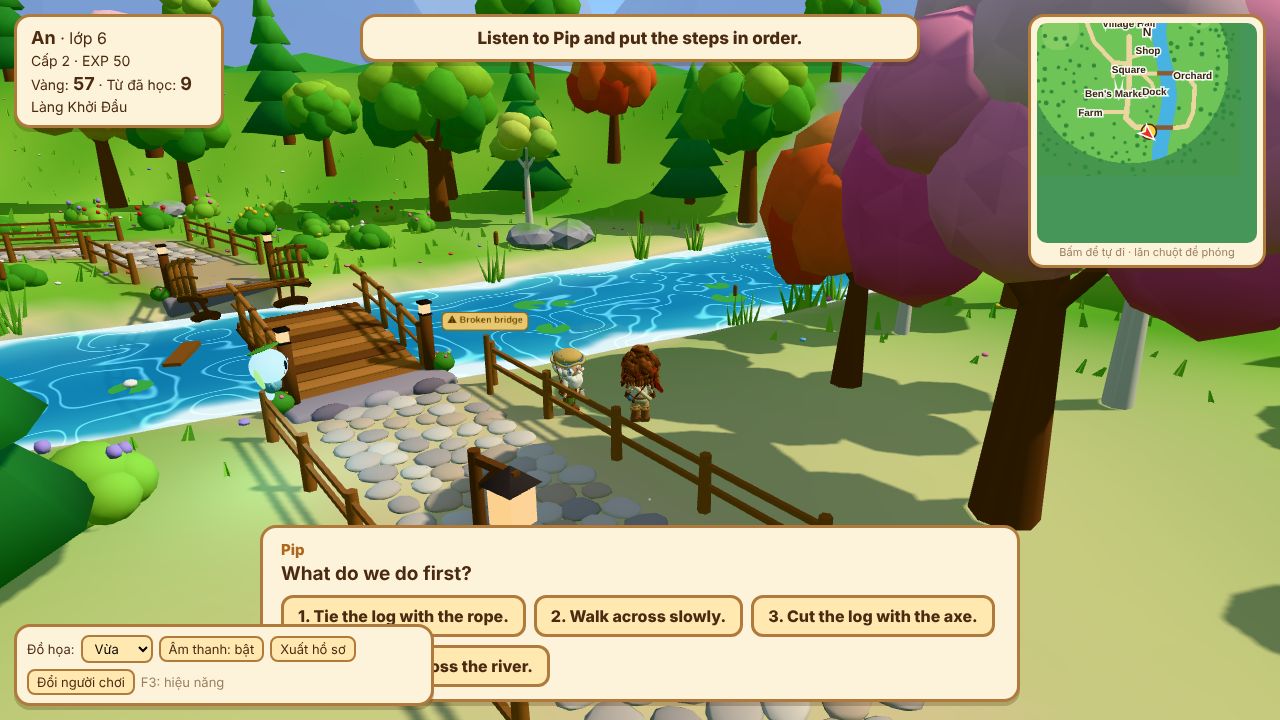 An · lớp 6
Cấp 2 · EXP 50
Vàng: 57 · Từ đã học: 9
Làng Khởi Đầu
Listen to Pip and put the steps in order.
Village Hall
N
Shop
Square
Orchard
Ben's Marke
Dock
Farm
Bấm để tự đi · lăn chuột để phóng
⚠ Broken bridge
Pip
What do we do first?
1. Tie the log with the rope.
2. Walk across slowly.
3. Cut the log with the axe.
oss the river.
Đồ họa: Vừa Âm thanh: bật Xuất hồ sơ
Đổi người chơi F3: hiệu năng